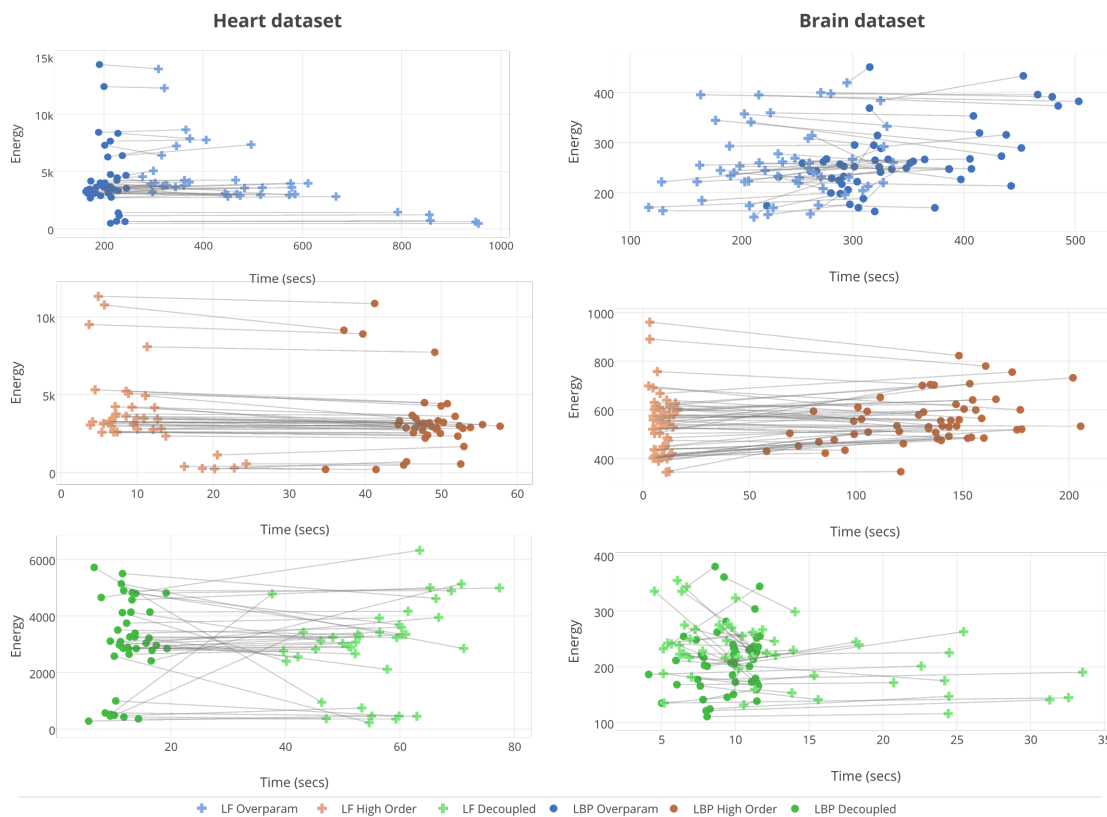 Heart dataset
Brain dataset
15k
10k
5k
0
Energy
200
400
600
800
1000
Time (secs)
400
300
200
Energy
100
200
300
400
500
Time (secs)
10k
5k
0
Energy
0
10
20
30
40
50
60
Time (secs)
1000
800
600
400
Energy
0
50
100
150
200
Time (secs)
6000
4000
2000
0
Energy
20
40
60
80
Time (secs)
400
300
200
100
Energy
5
10
15
20
25
30
35
Time (secs)
LF Overparam LF High Order LF Decoupled LBP Overparam LBP High Order LBP Decoupled